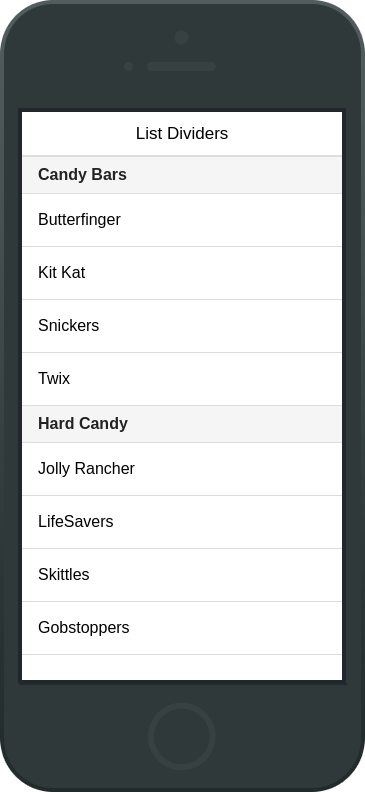 List Dividers
Candy Bars
Butterfinger
Kit Kat
Snickers
Twix
Hard Candy
Jolly Rancher
LifeSavers
Skittles
Gobstoppers